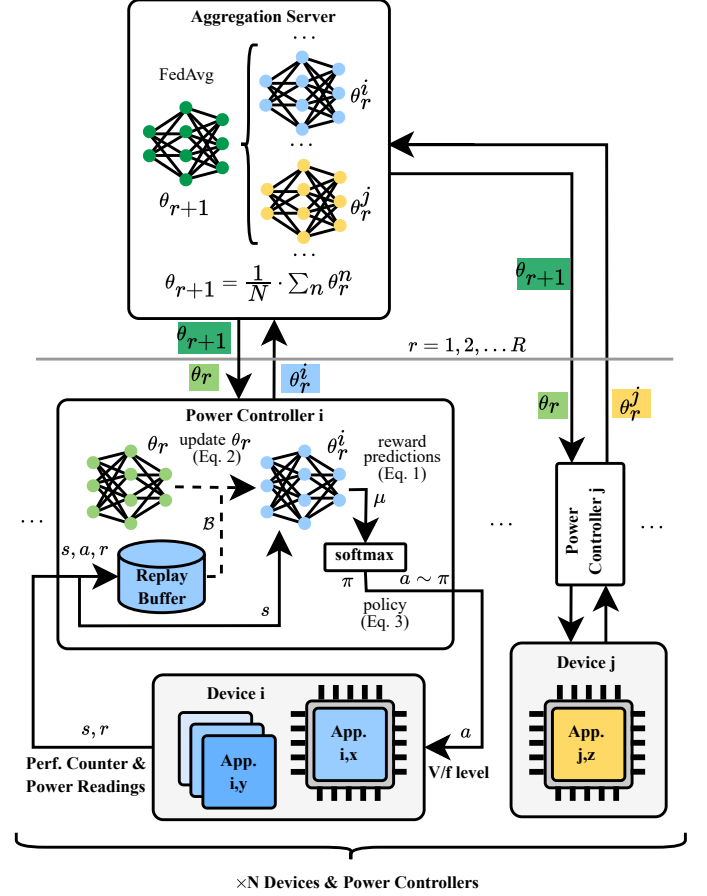 Aggregation Server
...
FedAvg
θ_r^i
...
θ_{r+1}
θ_r^j
...
θ_{r+1} = 1/N · ∑_n θ_r^n
θ_{r+1}
θ_{r+1}
r = 1, 2, ... R
θ_r
θ_r^i
θ_r
θ_r^j
Power Controller i
θ_r
update θ_r
(Eq. 2)
θ_r^i
reward
predictions
(Eq. 1)
μ
...
ℬ
...
...
Power
Controller j
s, a, r
Replay
Buffer
softmax
s
π
a ∼ π
policy
(Eq. 3)
Device i
Device j
s, r
App.
i,y
App.
i,x
a
App.
j,z
Perf. Counter &
Power Readings
V/f level
×N Devices & Power Controllers